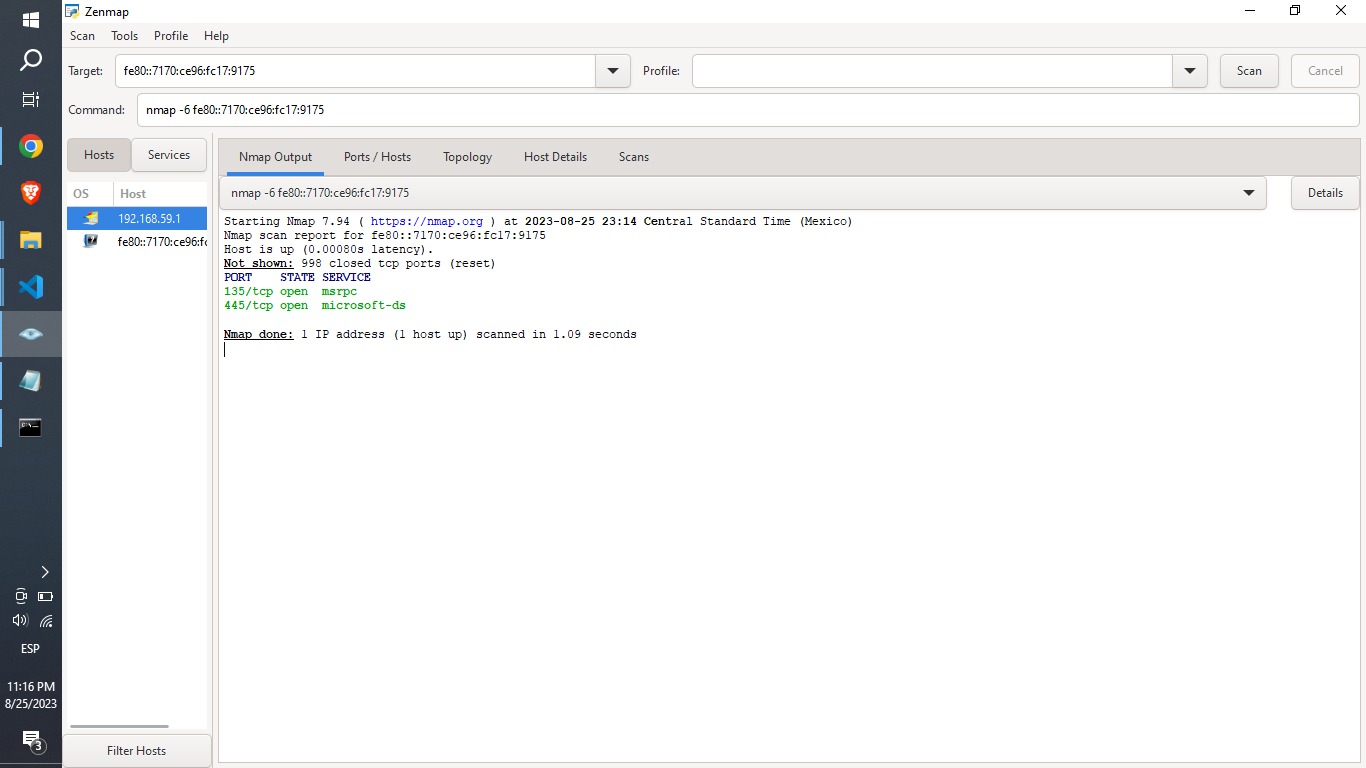 Zenmap
Scan Tools Profile Help
Target: fe80::7170:ce96:fc17:9175 Profile: Scan Cancel
Command: nmap -6 fe80::7170:ce96:fc17:9175
Hosts Services
OS Host
192.168.59.1
fe80::7170:ce96:fc
Filter Hosts
Nmap Output Ports / Hosts Topology Host Details Scans
nmap -6 fe80::7170:ce96:fc17:9175 Details
Starting Nmap 7.94 ( https://nmap.org ) at 2023-08-25 23:14 Central Standard Time (Mexico)
Nmap scan report for fe80::7170:ce96:fc17:9175
Host is up (0.00080s latency).
Not shown: 998 closed tcp ports (reset)
PORT STATE SERVICE
135/tcp open msrpc
445/tcp open microsoft-ds
Nmap done: 1 IP address (1 host up) scanned in 1.09 seconds
ESP
11:16 PM
8/25/2023
3